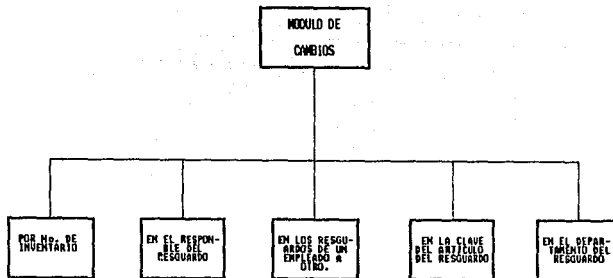 MODULO DE
CAMBIOS
POR No. DE
INVENTARIO
EN EL RESPON-
BLE DEL
RESGUARDO
EN LOS RESGU-
ARDOS DE UN
EMPLEADO A
OTRO.
EN LA CLAVE
DEL ARTICULO
DEL RESGUARDO
EN EL DEPAR-
TAMENTO DEL
RESGUARDO